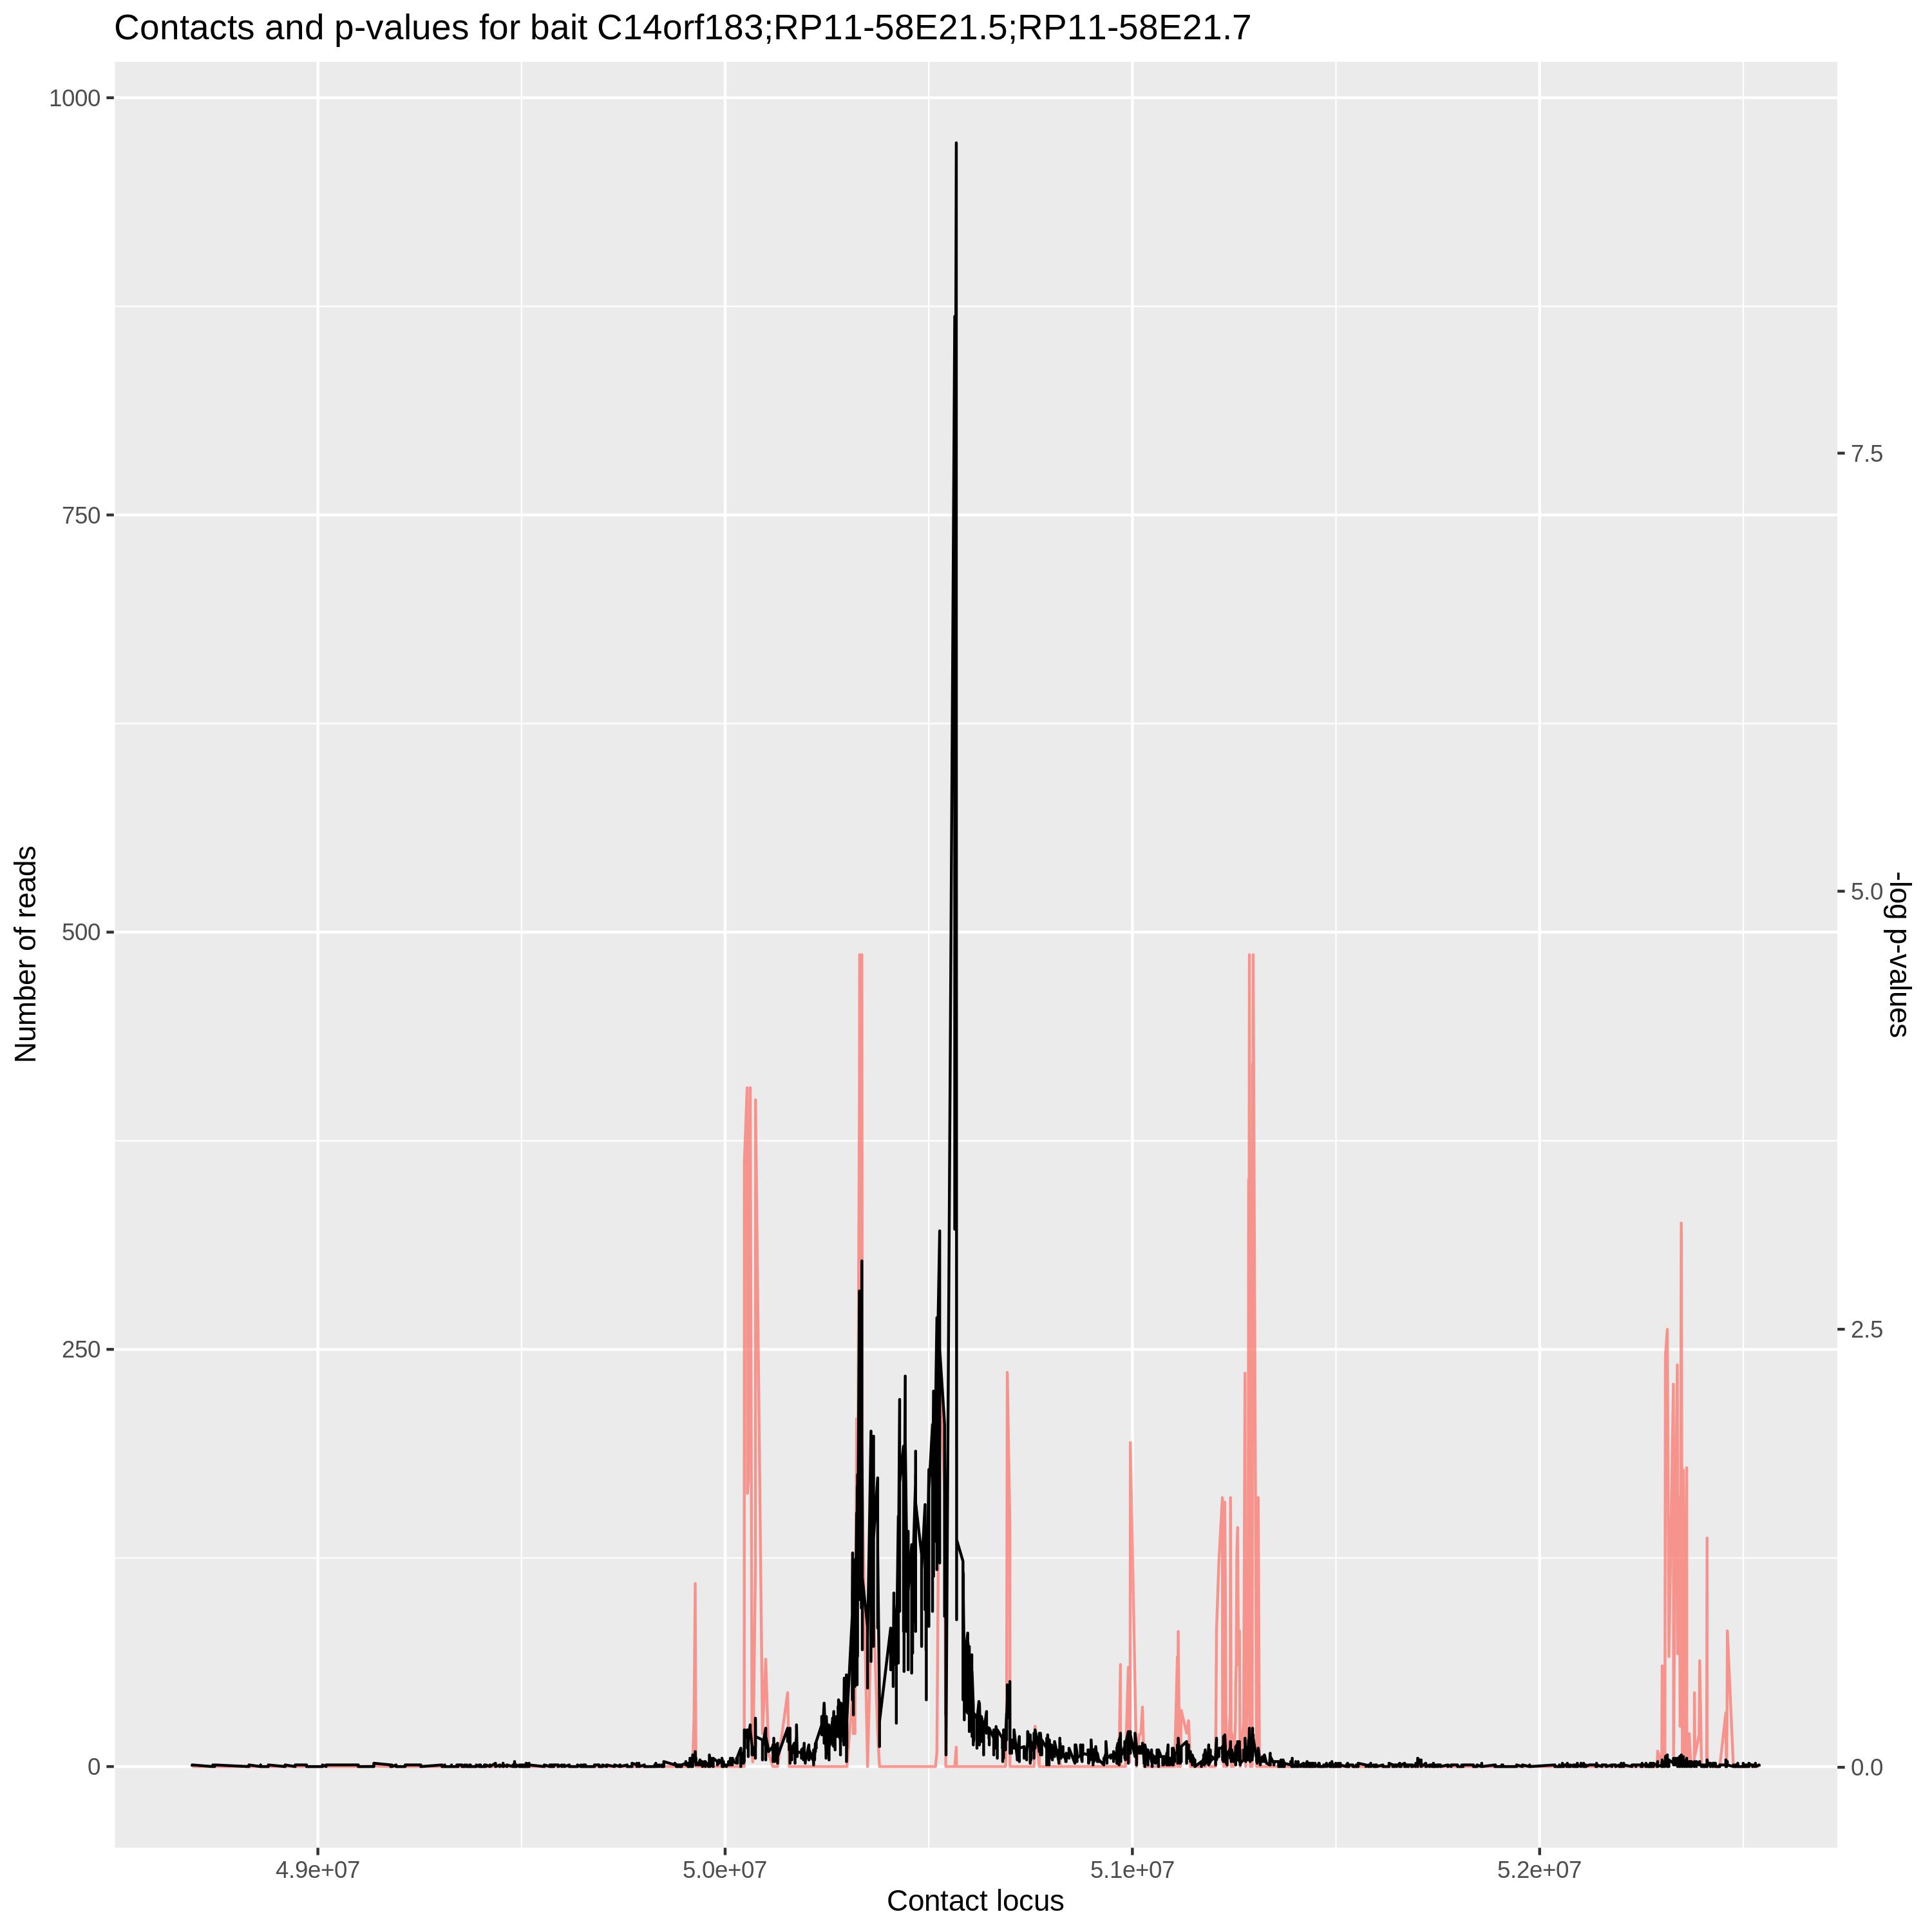 Contacts and p-values for bait C14orf183;RP11-58E21.5;RP11-58E21.7
1000
750
500
250
0
Number of reads
7.5
5.0
2.5
0.0
-log p-values
4.9e+07
5.0e+07
5.1e+07
5.2e+07
Contact locus